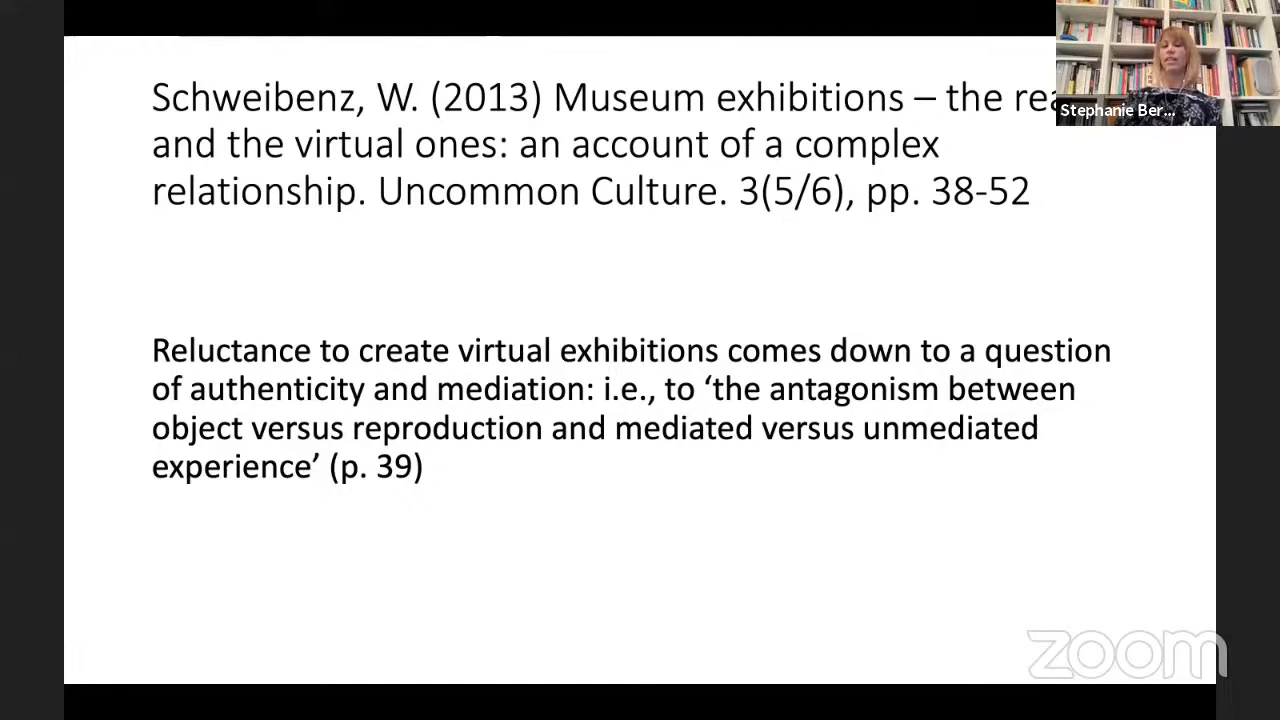 Schweibenz, W. (2013) Museum exhibitions – the rea
and the virtual ones: an account of a complex
relationship. Uncommon Culture. 3(5/6), pp. 38-52
Stephanie Ber...
Reluctance to create virtual exhibitions comes down to a question
of authenticity and mediation: i.e., to ‘the antagonism between
object versus reproduction and mediated versus unmediated
experience’ (p. 39)
zoom